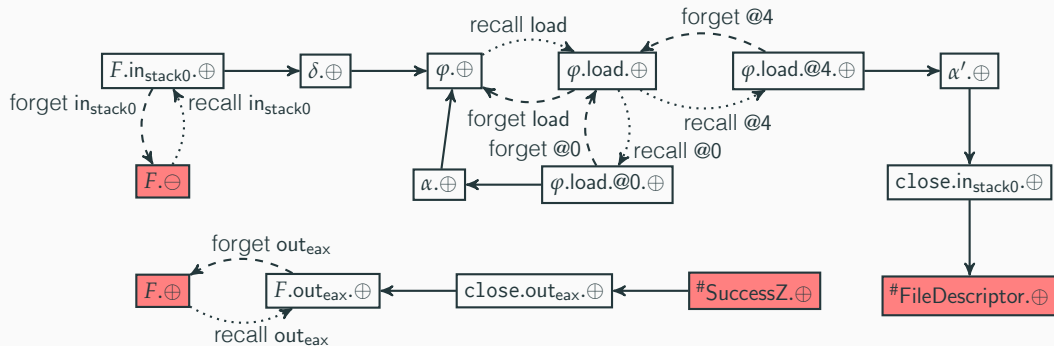 forget @4
recall load
F.in_stack0.⊕
δ.⊕
φ.⊕
φ.load.⊕
φ.load.@4.⊕
α′.⊕
forget in_stack0
recall in_stack0
forget load
recall @4
forget @0
recall @0
F.⊖
α.⊕
φ.load.@0.⊕
close.in_stack0.⊕
forget out_eax
F.⊕
F.out_eax.⊕
close.out_eax.⊕
#SuccessZ.⊕
#FileDescriptor.⊕
recall out_eax